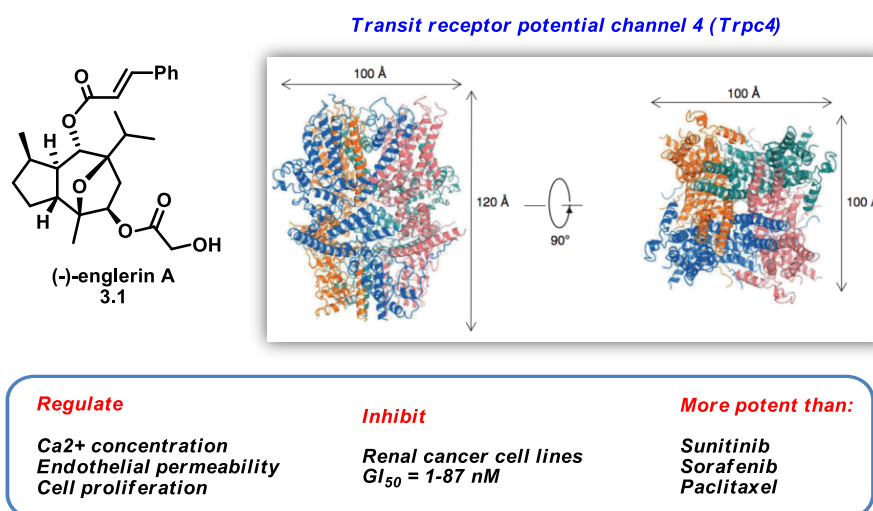 Transit receptor potential channel 4 (Trpc4)
O
Ph
O
H
O
H
O
O
OH
(-)-englerin A
3.1
100 Å
120 Å
90°
100 Å
100 Å
Regulate
Ca2+ concentration
Endothelial permeability
Cell proliferation
Inhibit
Renal cancer cell lines
GI50 = 1-87 nM
More potent than:
Sunitinib
Sorafenib
Paclitaxel